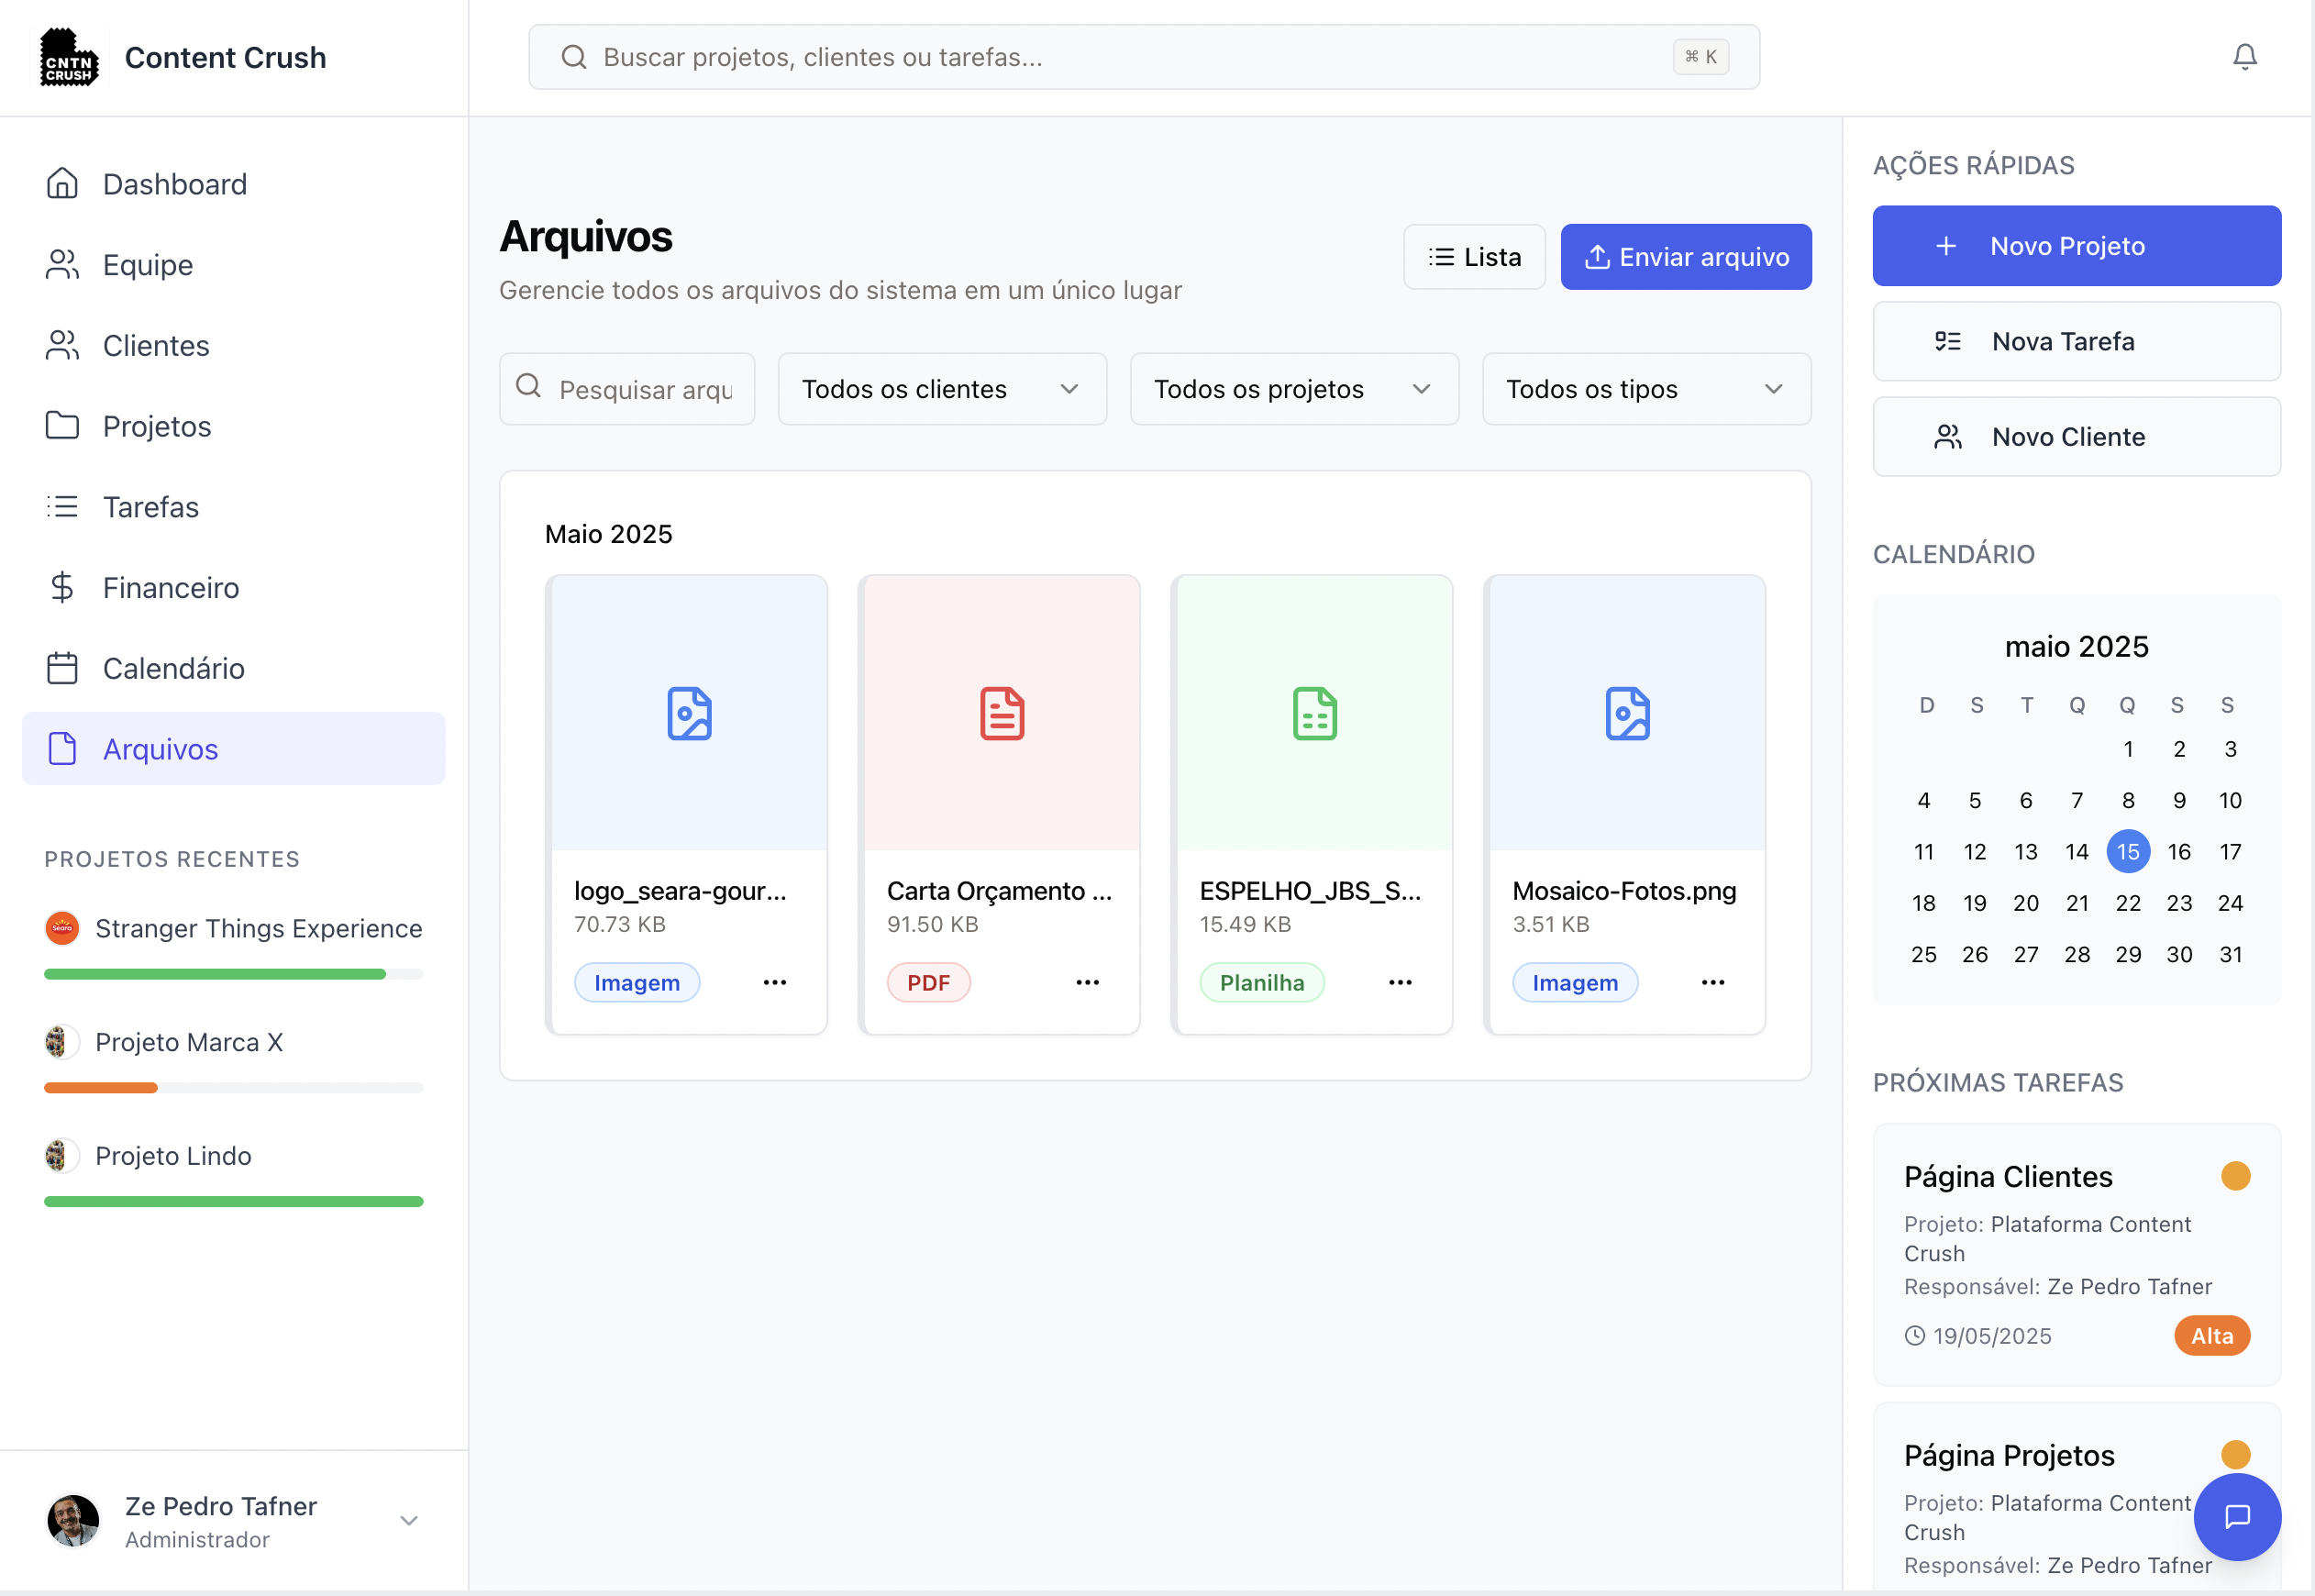 CNTN
CRUSH
Content Crush
Buscar projetos, clientes ou tarefas...
⌘ K
Dashboard
Equipe
Clientes
Projetos
Tarefas
Financeiro
Calendário
Arquivos
PROJETOS RECENTES
Seara
Stranger Things Experience
Projeto Marca X
Projeto Lindo
Ze Pedro Tafner
Administrador
Arquivos
Gerencie todos os arquivos do sistema em um único lugar
Lista
Enviar arquivo
Pesquisar arqu
Todos os clientes
Todos os projetos
Todos os tipos
Maio 2025
logo_seara-gour...
70.73 KB
Imagem
Carta Orçamento ...
91.50 KB
PDF
ESPELHO_JBS_S...
15.49 KB
Planilha
Mosaico-Fotos.png
3.51 KB
Imagem
AÇÕES RÁPIDAS
Novo Projeto
Nova Tarefa
Novo Cliente
CALENDÁRIO
maio 2025
D S T Q Q S S
1 2 3
4 5 6 7 8 9 10
11 12 13 14 15 16 17
18 19 20 21 22 23 24
25 26 27 28 29 30 31
PRÓXIMAS TAREFAS
Página Clientes
Projeto: Plataforma Content
Crush
Responsável: Ze Pedro Tafner
19/05/2025
Alta
Página Projetos
Projeto: Plataforma Content
Crush
Responsável: Ze Pedro Tafner